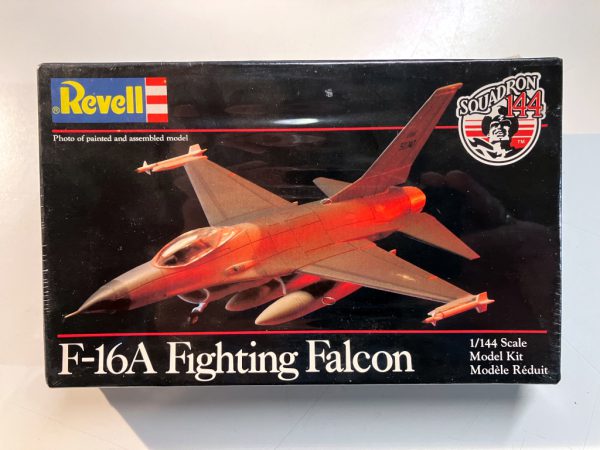 Revell
Photo of painted and assembled model
SQUADRON
144
TM
F-16A Fighting Falcon
1/144 Scale
Model Kit
Modèle Réduit